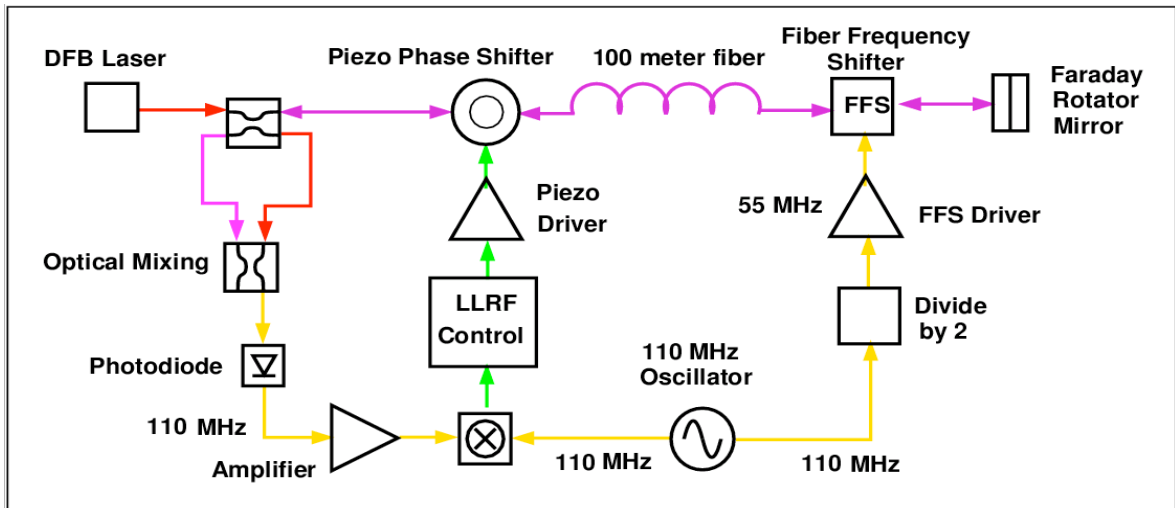 DFB Laser
Piezo Phase Shifter
100 meter fiber
Fiber Frequency
Shifter
FFS
Faraday
Rotator
Mirror
Piezo
Driver
55 MHz
FFS Driver
Optical Mixing
LLRF
Control
Divide
by 2
Photodiode
110 MHz
Oscillator
110 MHz
Amplifier
110 MHz
110 MHz